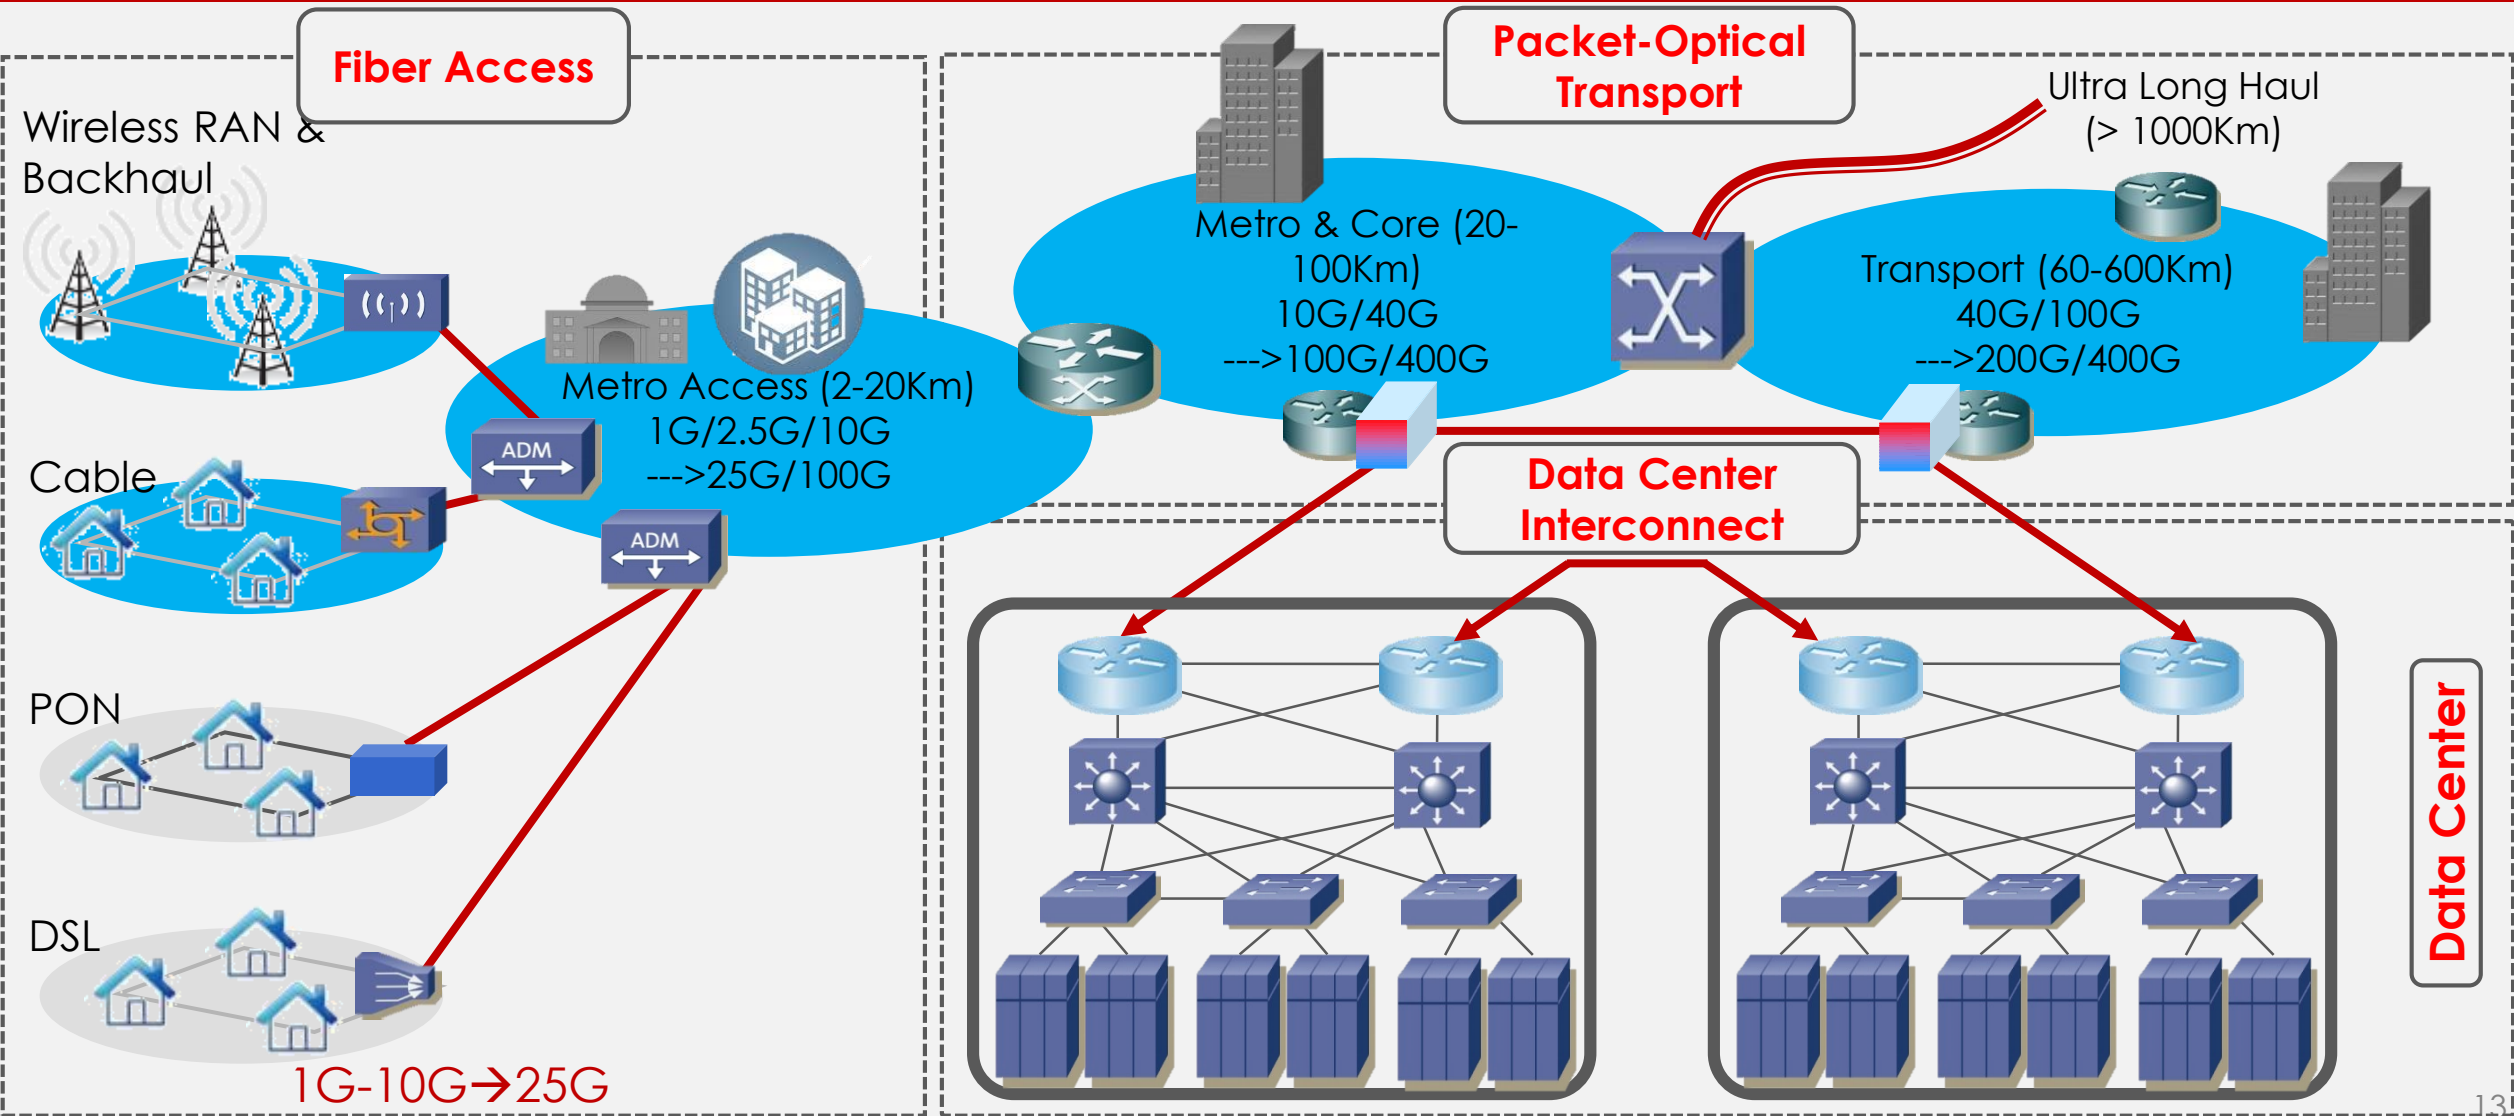 Fiber Access
Packet-Optical
Transport
Wireless RAN &
Backhaul
Cable
PON
DSL
1G-10G→25G
ADM
ADM
Metro Access (2-20Km)
1G/2.5G/10G
--->25G/100G
Metro & Core (20-
100Km)
10G/40G
--->100G/400G
Ultra Long Haul
(> 1000Km)
Transport (60-600Km)
40G/100G
--->200G/400G
Data Center
Interconnect
Data Center
13